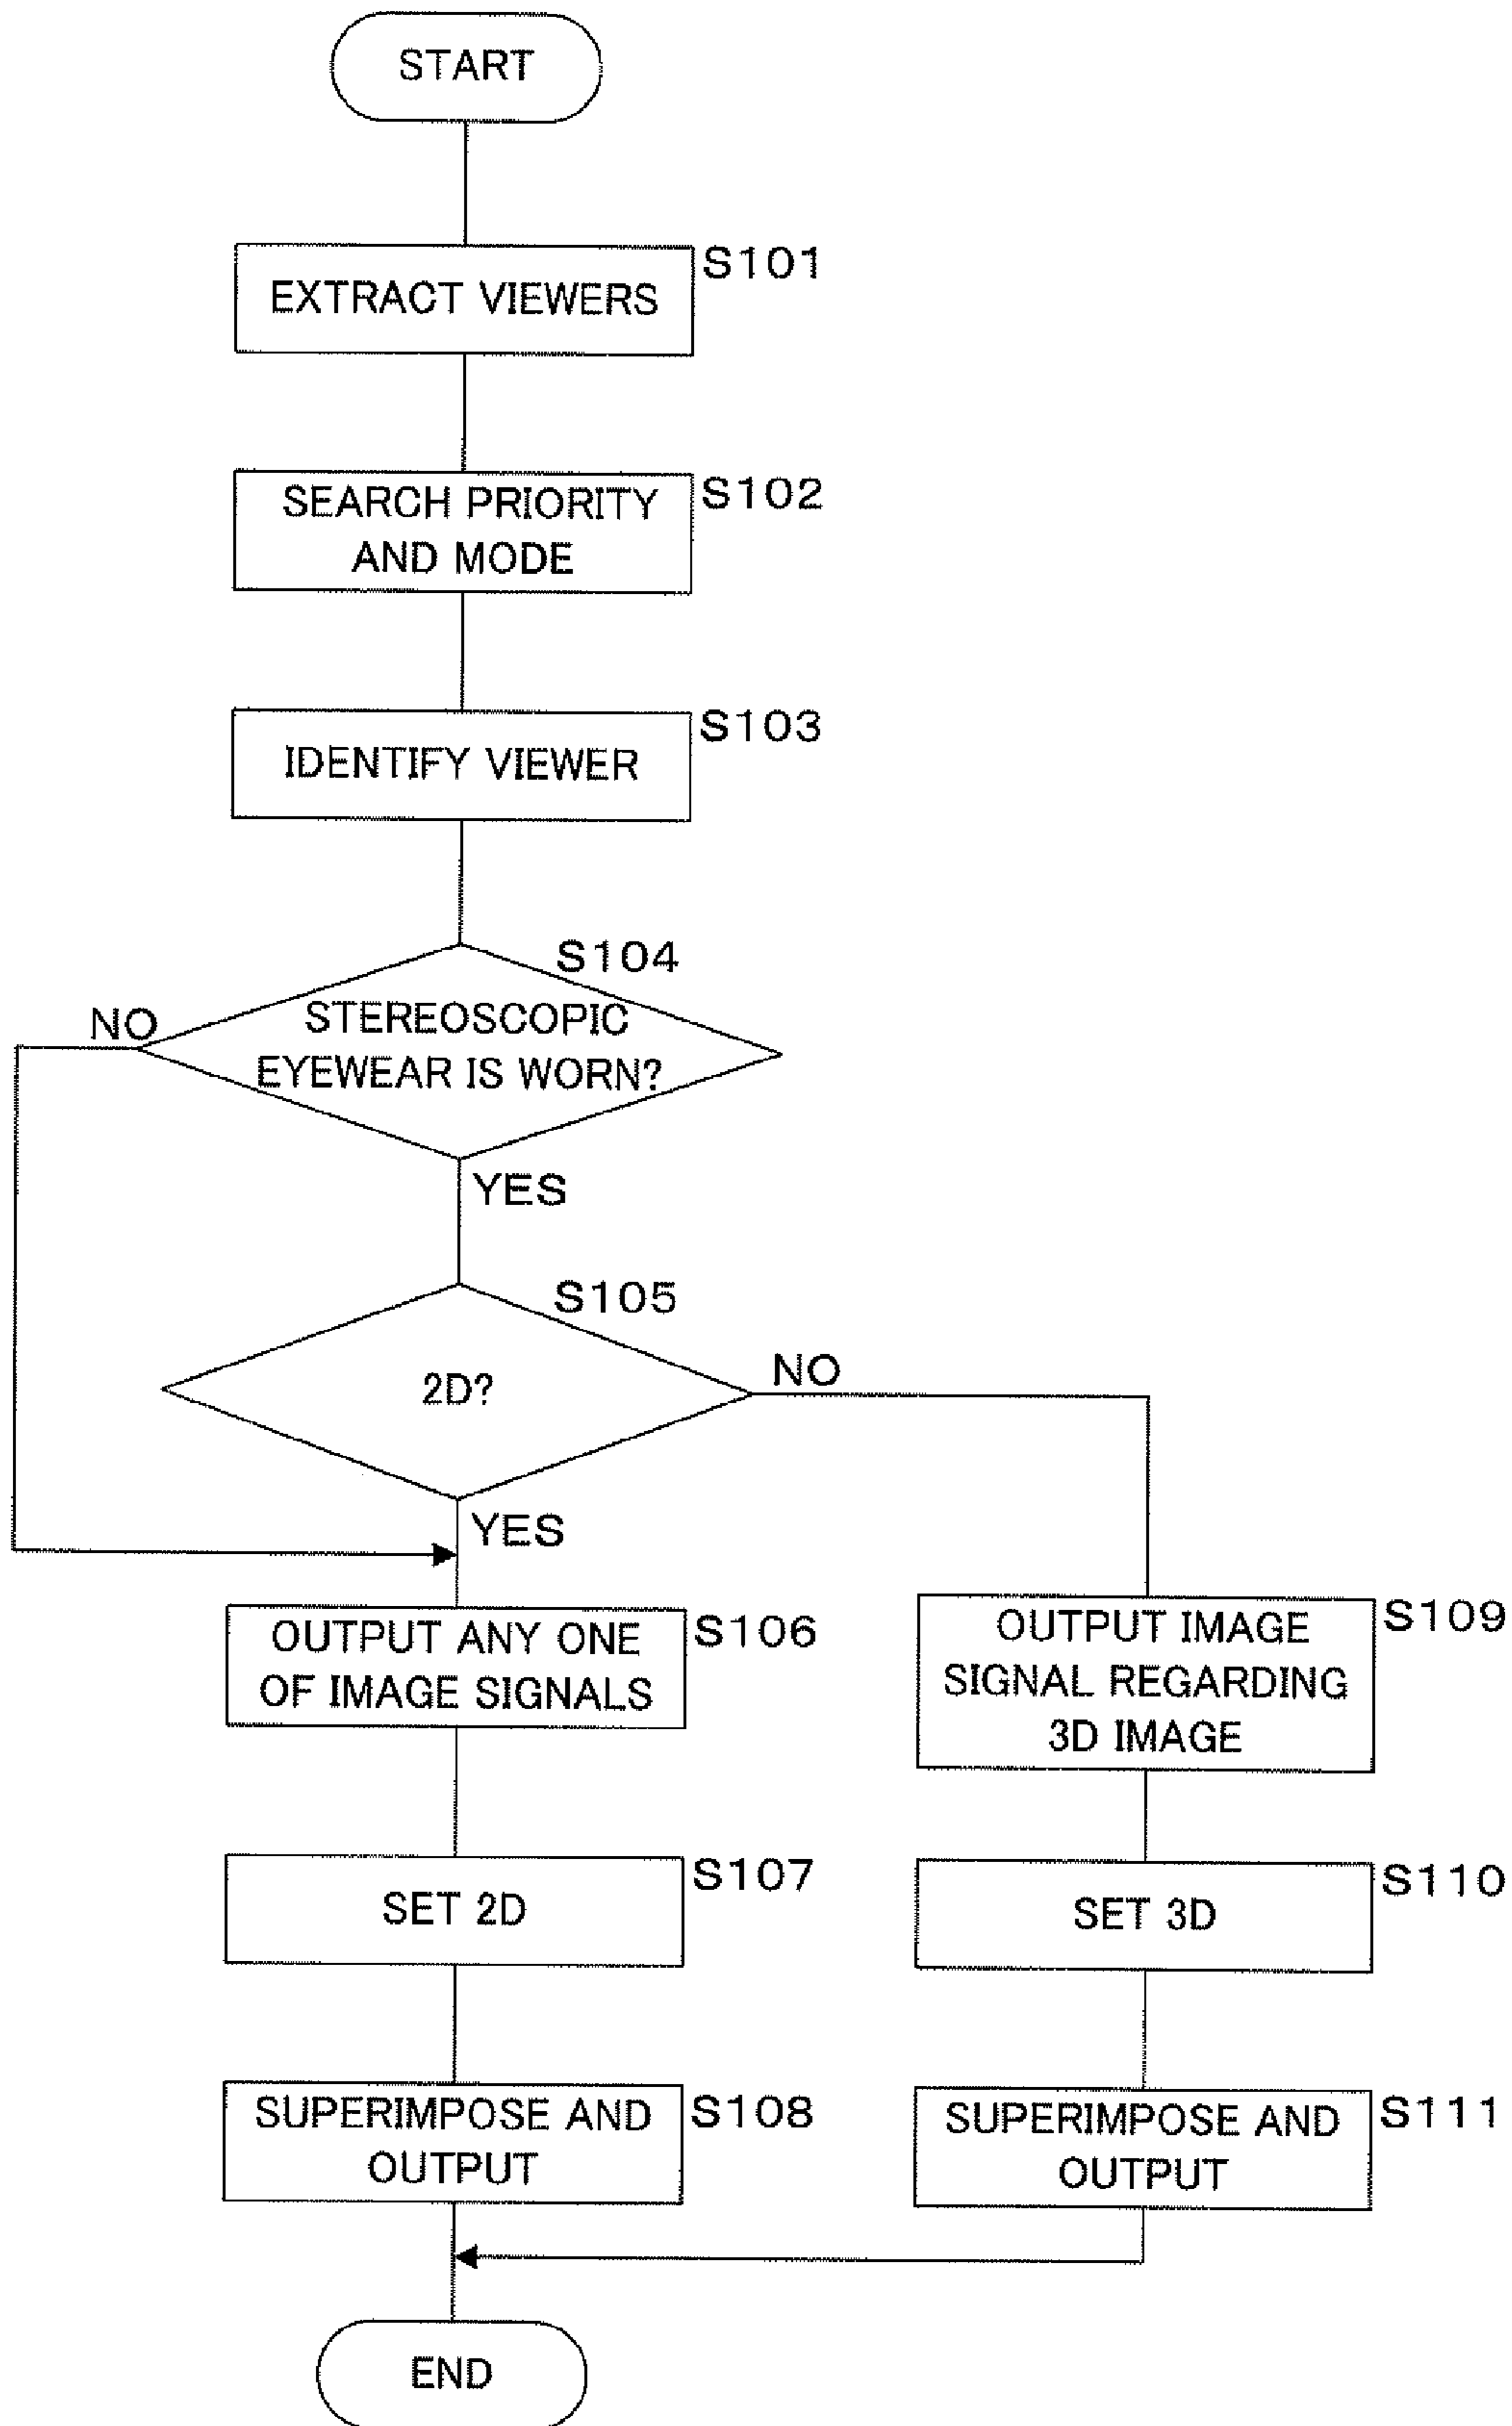 START
S101
EXTRACT VIEWERS
S102
SEARCH PRIORITY
AND MODE
S103
IDENTIFY VIEWER
S104
NO
STEREOSCOPIC
EYEWEAR IS WORN?
YES
S105
2D?
NO
YES
S106
OUTPUT ANY ONE
OF IMAGE SIGNALS
S107
SET 2D
S108
SUPERIMPOSE AND
OUTPUT
S109
OUTPUT IMAGE
SIGNAL REGARDING
3D IMAGE
S110
SET 3D
S111
SUPERIMPOSE AND
OUTPUT
END